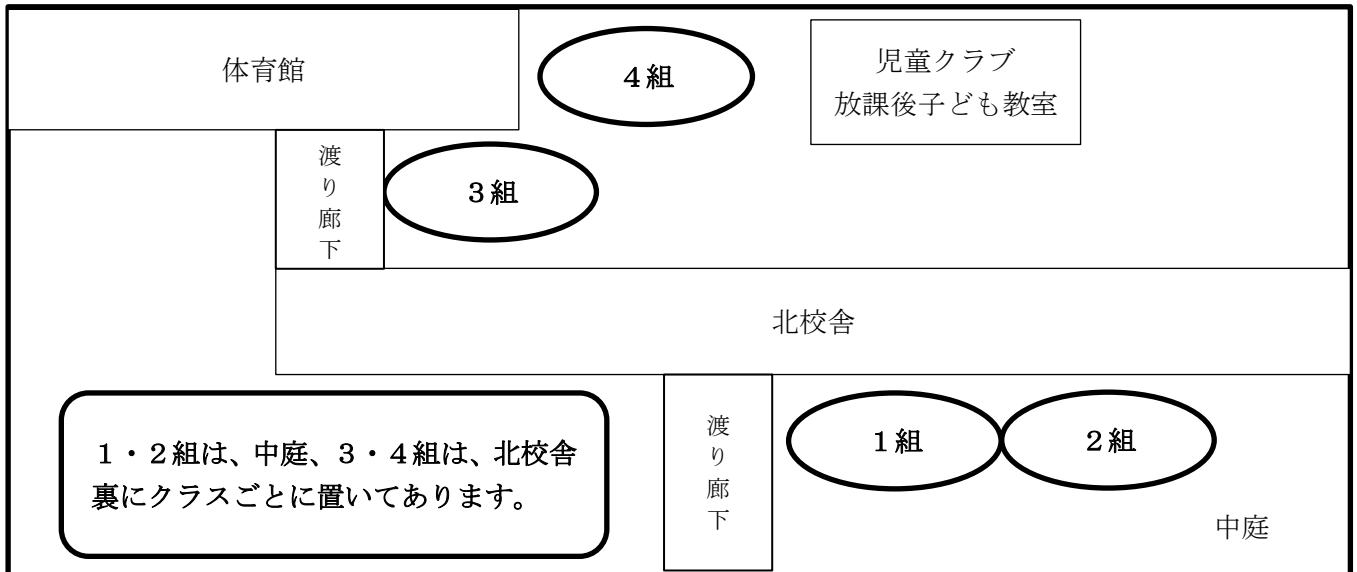 体育館
4組
児童クラブ
放課後子ども教室
渡り廊下
3組
北校舎
1・2組は、中庭、3・4組は、北校舎
裏にクラスごとに置いてあります。
渡り廊下
1組
2組
中庭